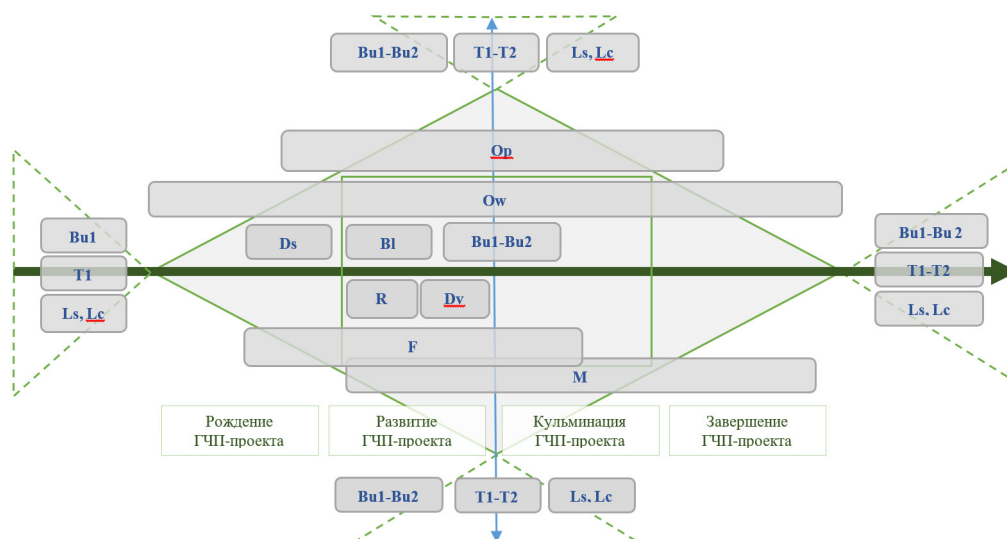 Bu1-Bu2
T1-T2
Ls, Lc
Op
Ow
Bu1
Ds
Bl
Bu1-Bu2
Bu1-Bu 2
T1
T1-T2
Ls, Lc
R
Dv
Ls, Lc
F
M
Рождение
ГЧП-проекта
Развитие
ГЧП-проекта
Кульминация
ГЧП-проекта
Завершение
ГЧП-проекта
Bu1-Bu2
T1-T2
Ls, Lc